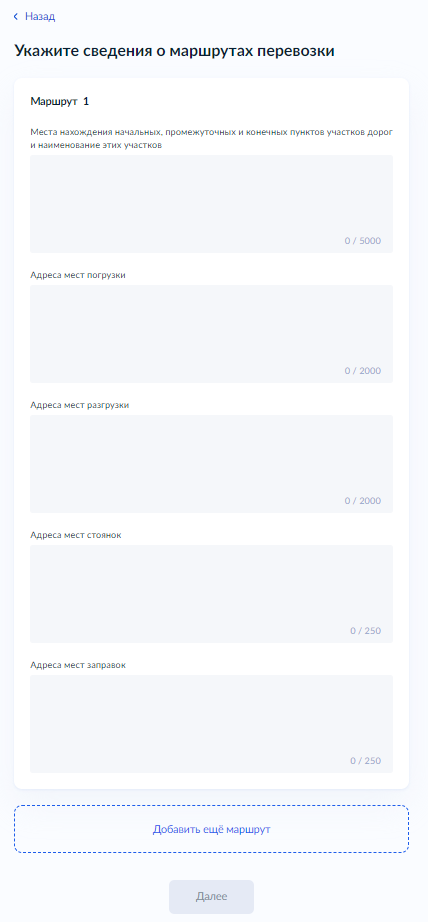 Назад
Укажите сведения о маршрутах перевозки
Маршрут 1
Места нахождения начальных, промежуточных и конечных пунктов участков дорог
и наименование этих участков
0 / 5000
Адреса мест погрузки
0 / 2000
Адреса мест разгрузки
0 / 2000
Адреса мест стоянок
0 / 250
Адреса мест заправок
0 / 250
Добавить ещё маршрут
Далее